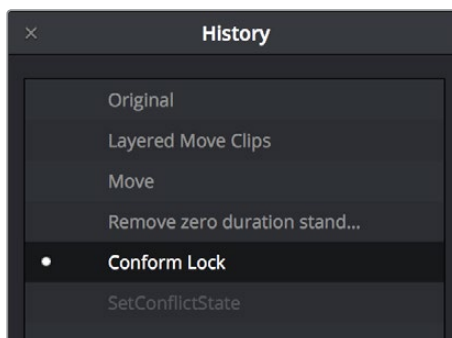 History
Original
Layered Move Clips
Move
Remove zero duration stand...
Conform Lock
SetConflictState